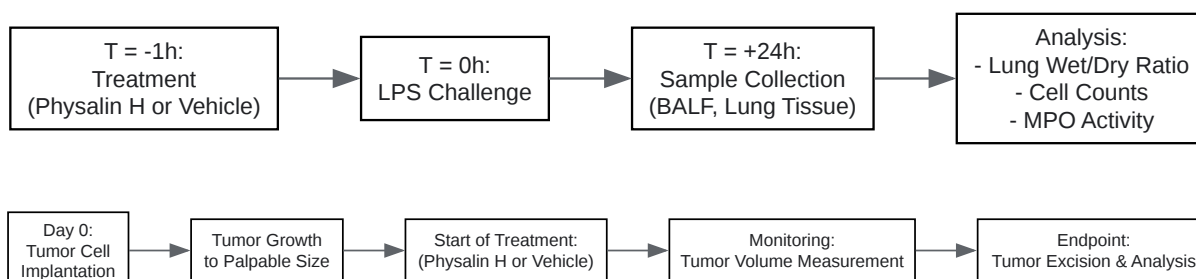 T = -1h:
Treatment
(Physalin H or Vehicle)
T = 0h:
LPS Challenge
T = +24h:
Sample Collection
(BALF, Lung Tissue)
Analysis:
- Lung Wet/Dry Ratio
- Cell Counts
- MPO Activity
Day 0:
Tumor Cell
Implantation
Tumor Growth
to Palpable Size
Start of Treatment:
(Physalin H or Vehicle)
Monitoring:
Tumor Volume Measurement
Endpoint:
Tumor Excision & Analysis